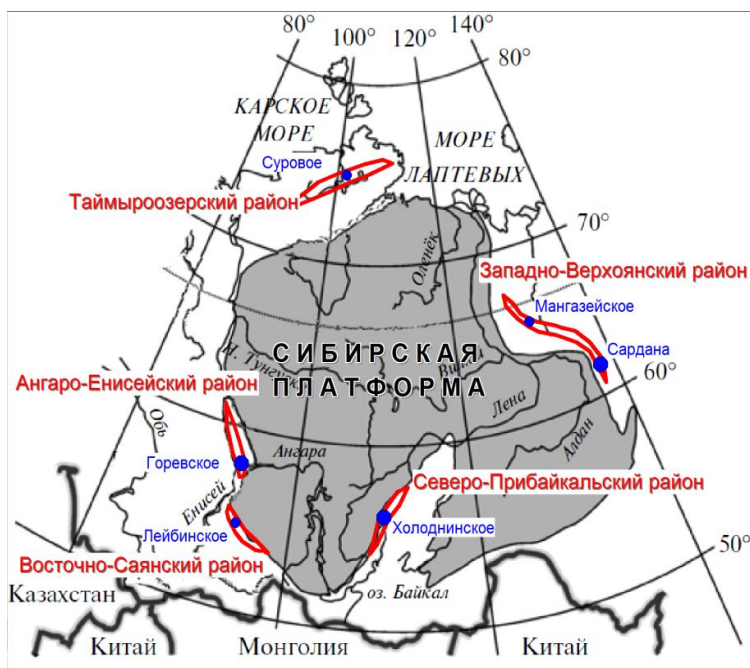 80°
100°
120°
140°
80°
КАРСКОЕ
МОРЕ
МОРЕ
ЛАПТЕВЫХ
Суровое
Таймыроозерский район
70°
Оленёк
Западно-Верхоянский район
Мангазейское
Сардана
60°
СИБИРСКАЯ
ПЛАТФОРМА
Н. Тунгуска
Вилюй
Лена
Алдан
Ангаро-Енисейский район
Обь
Горевское
Ангара
Енисей
Северо-Прибайкальский район
Холоднинское
Лейбинское
Восточно-Саянский район
50°
оз. Байкал
Казахстан
Китай
Монголия
Китай